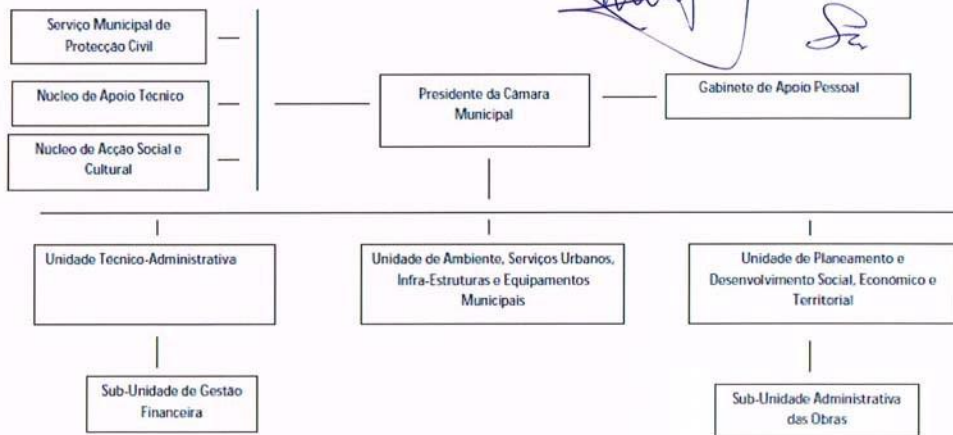 Serviço Municipal de
Protecção Civil
Nucleo de Apoio Técnico
Nucleo de Acção Social e
Cultural
Presidente da Câmara
Municipal
Gabinete de Apoio Pessoal
Unidade Técnico-Administrativa
Unidade de Ambiente, Serviços Urbanos,
Infra-Estruturas e Equipamentos
Municipais
Unidade de Planeamento e
Desenvolvimento Social, Económico e
Territorial
Sub-Unidade de Gestão
Financeira
Sub-Unidade Administrativa
das Obras